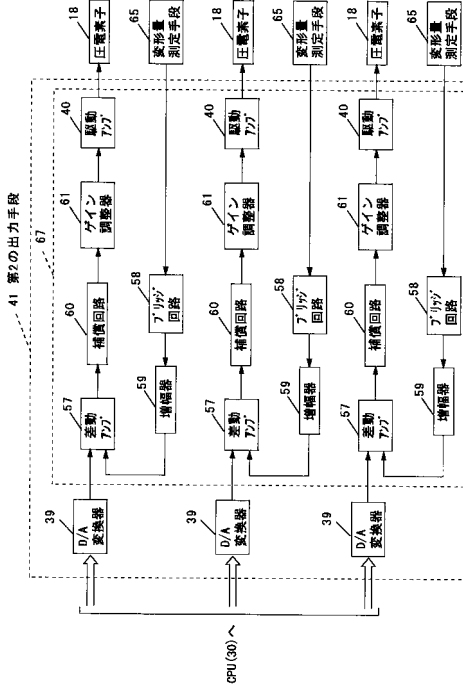 41 第2の出力手段
67
CPU(30)へ
39
D/A
変換器
57
差動
アンプ
60
補償回路
61
ゲイン
調整器
40
駆動
アンプ
18
圧電素子
59
増幅器
58
ブリッジ
回路
65
変形量
測定手段
39
D/A
変換器
57
差動
アンプ
60
補償回路
61
ゲイン
調整器
40
駆動
アンプ
18
圧電素子
59
増幅器
58
ブリッジ
回路
65
変形量
測定手段
39
D/A
変換器
57
差動
アンプ
60
補償回路
61
ゲイン
調整器
40
駆動
アンプ
18
圧電素子
59
増幅器
58
ブリッジ
回路
65
変形量
測定手段